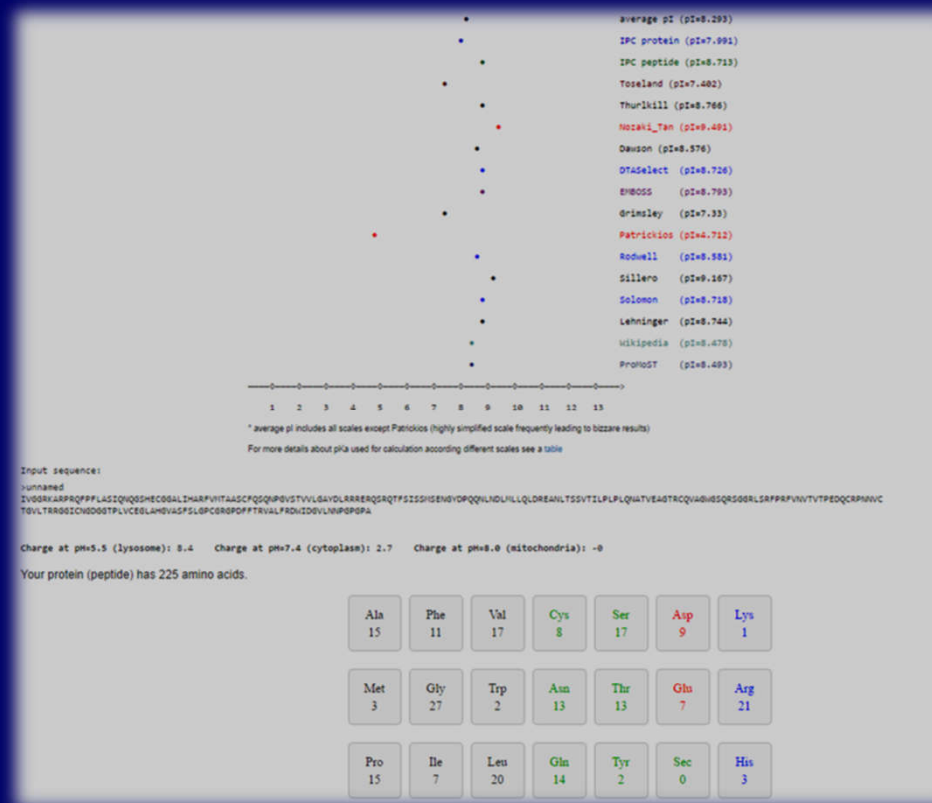 average pI (pI=8.293)
IPC protein (pI=7.991)
IPC peptide (pI=8.713)
Toseland (pI=7.402)
Thurlkill (pI=8.766)
Nozaki_Tan (pI=9.491)
Dawson (pI=8.576)
DTASelect (pI=8.726)
EMBOSS (pI=8.793)
Grimsley (pI=7.33)
Patrickios (pI=4.712)
Rodwell (pI=8.581)
Sillero (pI=9.167)
Solomon (pI=8.718)
Lehninger (pI=8.744)
Wikipedia (pI=8.478)
ProMoST (pI=8.493)
1 2 3 4 5 6 7 8 9 10 11 12 13
* average pI includes all scales except Patrickios (highly simplified scale frequently leading to bizzare results)
For more details about pKa used for calculation according different scales see a table
Input sequence:
>unnamed
Charge at pH=5.5 (lysosome): 8.4 Charge at pH=7.4 (cytoplasm): 2.7 Charge at pH=8.0 (mitochondria): -0
Your protein (peptide) has 225 amino acids.
Ala Phe Val Cys Ser Asp Lys
15 11 17 8 17 9 1
Met Gly Trp Asn Thr Glu Arg
3 27 2 13 13 7 21
Pro Ile Leu Gln Tyr Sec His
15 7 20 14 2 0 3